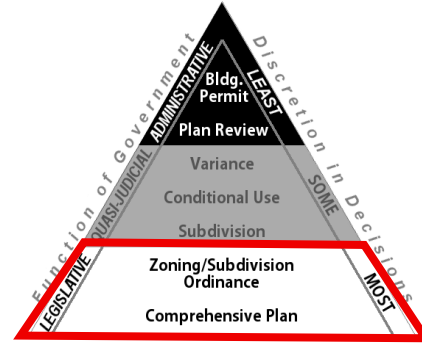 Function of Government
Discretion in Decisions
ADMINISTRATIVE
LEAST
Bldg.
Permit
Plan Review
QUASI-JUDICIAL
SOME
Variance
Conditional Use
Subdivision
LEGISLATIVE
MOST
Zoning/Subdivision
Ordinance
Comprehensive Plan